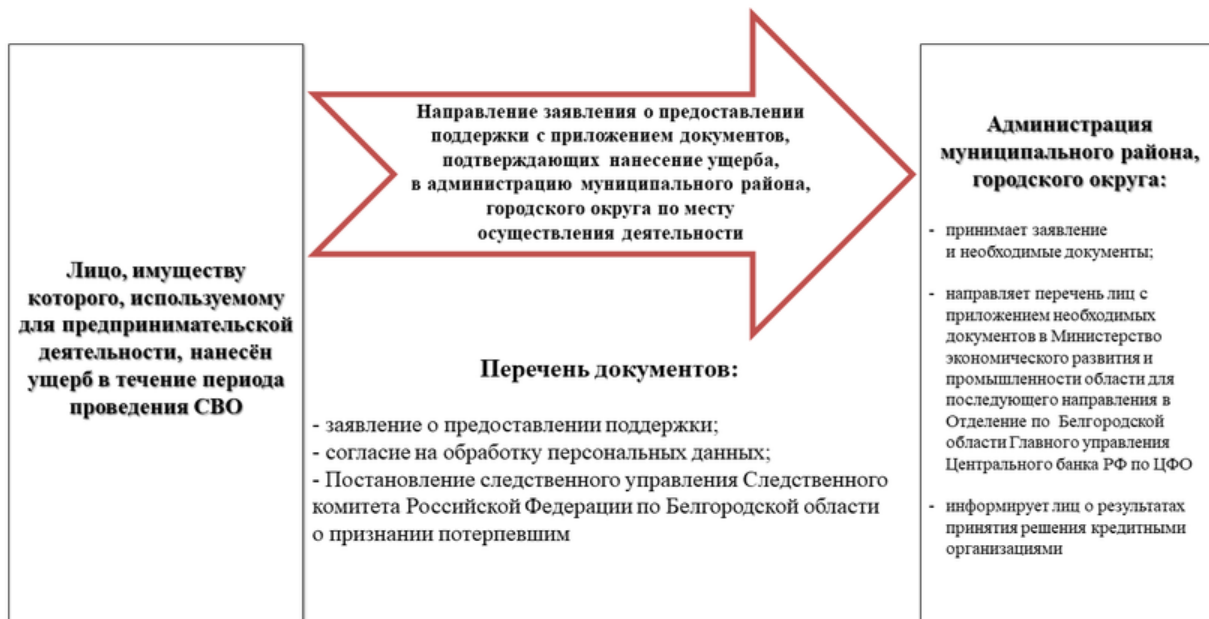 Лицо, имуществу
которого, используемому
для предпринимательской
деятельности, нанесён
ущерб в течение периода
проведения СВО
Направление заявления о предоставлении
поддержки с приложением документов,
подтверждающих нанесение ущерба,
в администрацию муниципального района,
городского округа по месту
осуществления деятельности
Перечень документов:
- заявление о предоставлении поддержки;
- согласие на обработку персональных данных;
- Постановление следственного управления Следственного
комитета Российской Федерации по Белгородской области
о признании потерпевшим
Администрация
муниципального района,
городского округа:
- принимает заявление
и необходимые документы;
- направляет перечень лиц с
приложением необходимых
документов в Министерство
экономического развития и
промышленности области для
последующего направления в
Отделение по Белгородской
области Главного управления
Центрального банка РФ по ЦФО
- информирует лиц о результатах
принятия решения кредитными
организациями